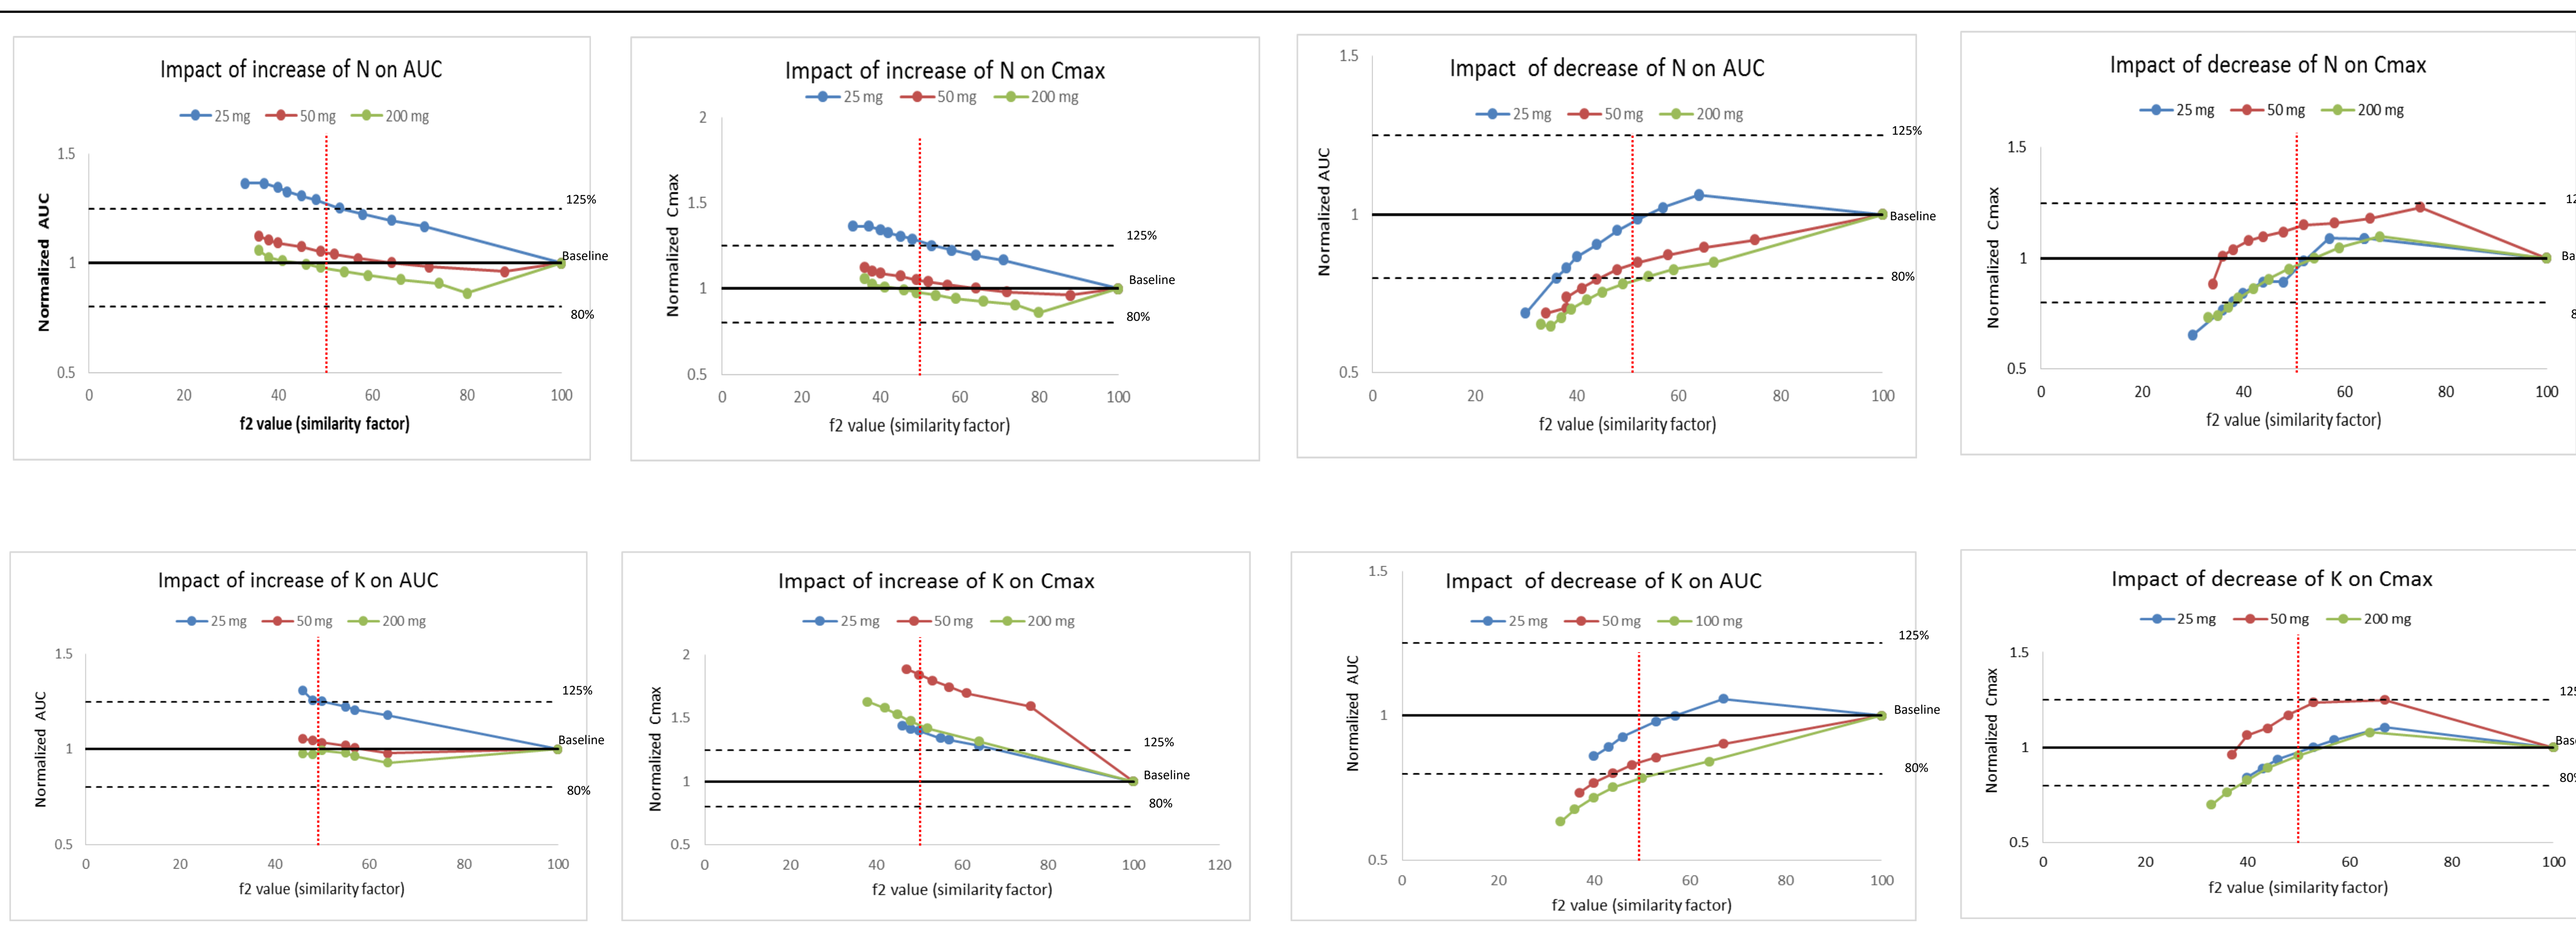 Impact of increase of N on AUC
25 mg 50 mg 200 mg
1.5
125%
Normalized AUC
1
Baseline
80%
0.5
0 20 40 60 80 100
f2 value (similarity factor)
Impact of increase of N on Cmax
25 mg 50 mg 200 mg
2
1.5
125%
Normalized Cmax
Baseline
1
80%
0.5
0 20 40 60 80 100
f2 value (similarity factor)
1.5
Impact of decrease of N on AUC
25 mg 50 mg 200 mg
125%
Normalized AUC
1
Baseline
80%
0.5
0 20 40 60 80 100
f2 value (similarity factor)
Impact of decrease of N on Cmax
25 mg 50 mg 200 mg
1.5
12
Normalized Cmax
1
Ba
8
0.5
0 20 40 60 80 100
f2 value (similarity factor)
Impact of increase of K on AUC
25 mg 50 mg 200 mg
1.5
125%
Normalized AUC
1
Baseline
80%
0.5
0 20 40 60 80 100
f2 value (similarity factor)
Impact of increase of K on Cmax
25 mg 50 mg 200 mg
2
1.5
125%
Normalized Cmax
Baseline
1
80%
0.5
0 20 40 60 80 100 120
f2 value (similarity factor)
1.5
Impact of decrease of K on AUC
25 mg 50 mg 100 mg
125%
Normalized AUC
1
Baseline
80%
0.5
0 20 40 60 80 100
f2 value (similarity factor)
Impact of decrease of K on Cmax
25 mg 50 mg 200 mg
1.5
125
Normalized Cmax
1
Base
80%
0.5
0 20 40 60 80 100
f2 value (similarity factor)